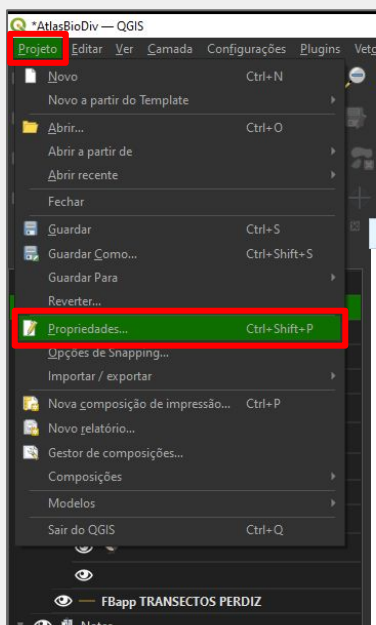 *AtlasBioDiv — QGIS
Projeto Editar Ver Camada Configurações Plugins
Novo Ctrl+N
Novo a partir do Template
Abrir... Ctrl+O
Abrir a partir de
Abrir recente
Fechar
Guardar Ctrl+S
Guardar Como... Ctrl+Shift+S
Guardar Para
Reverter...
Propriedades... Ctrl+Shift+P
Opções de Snapping...
Importar / exportar
Nova composição de impressão... Ctrl+P
Novo relatório...
Gestor de composições...
Composições
Modelos
Sair do QGIS Ctrl+Q
FBapp TRANSECTOS PERDIZ